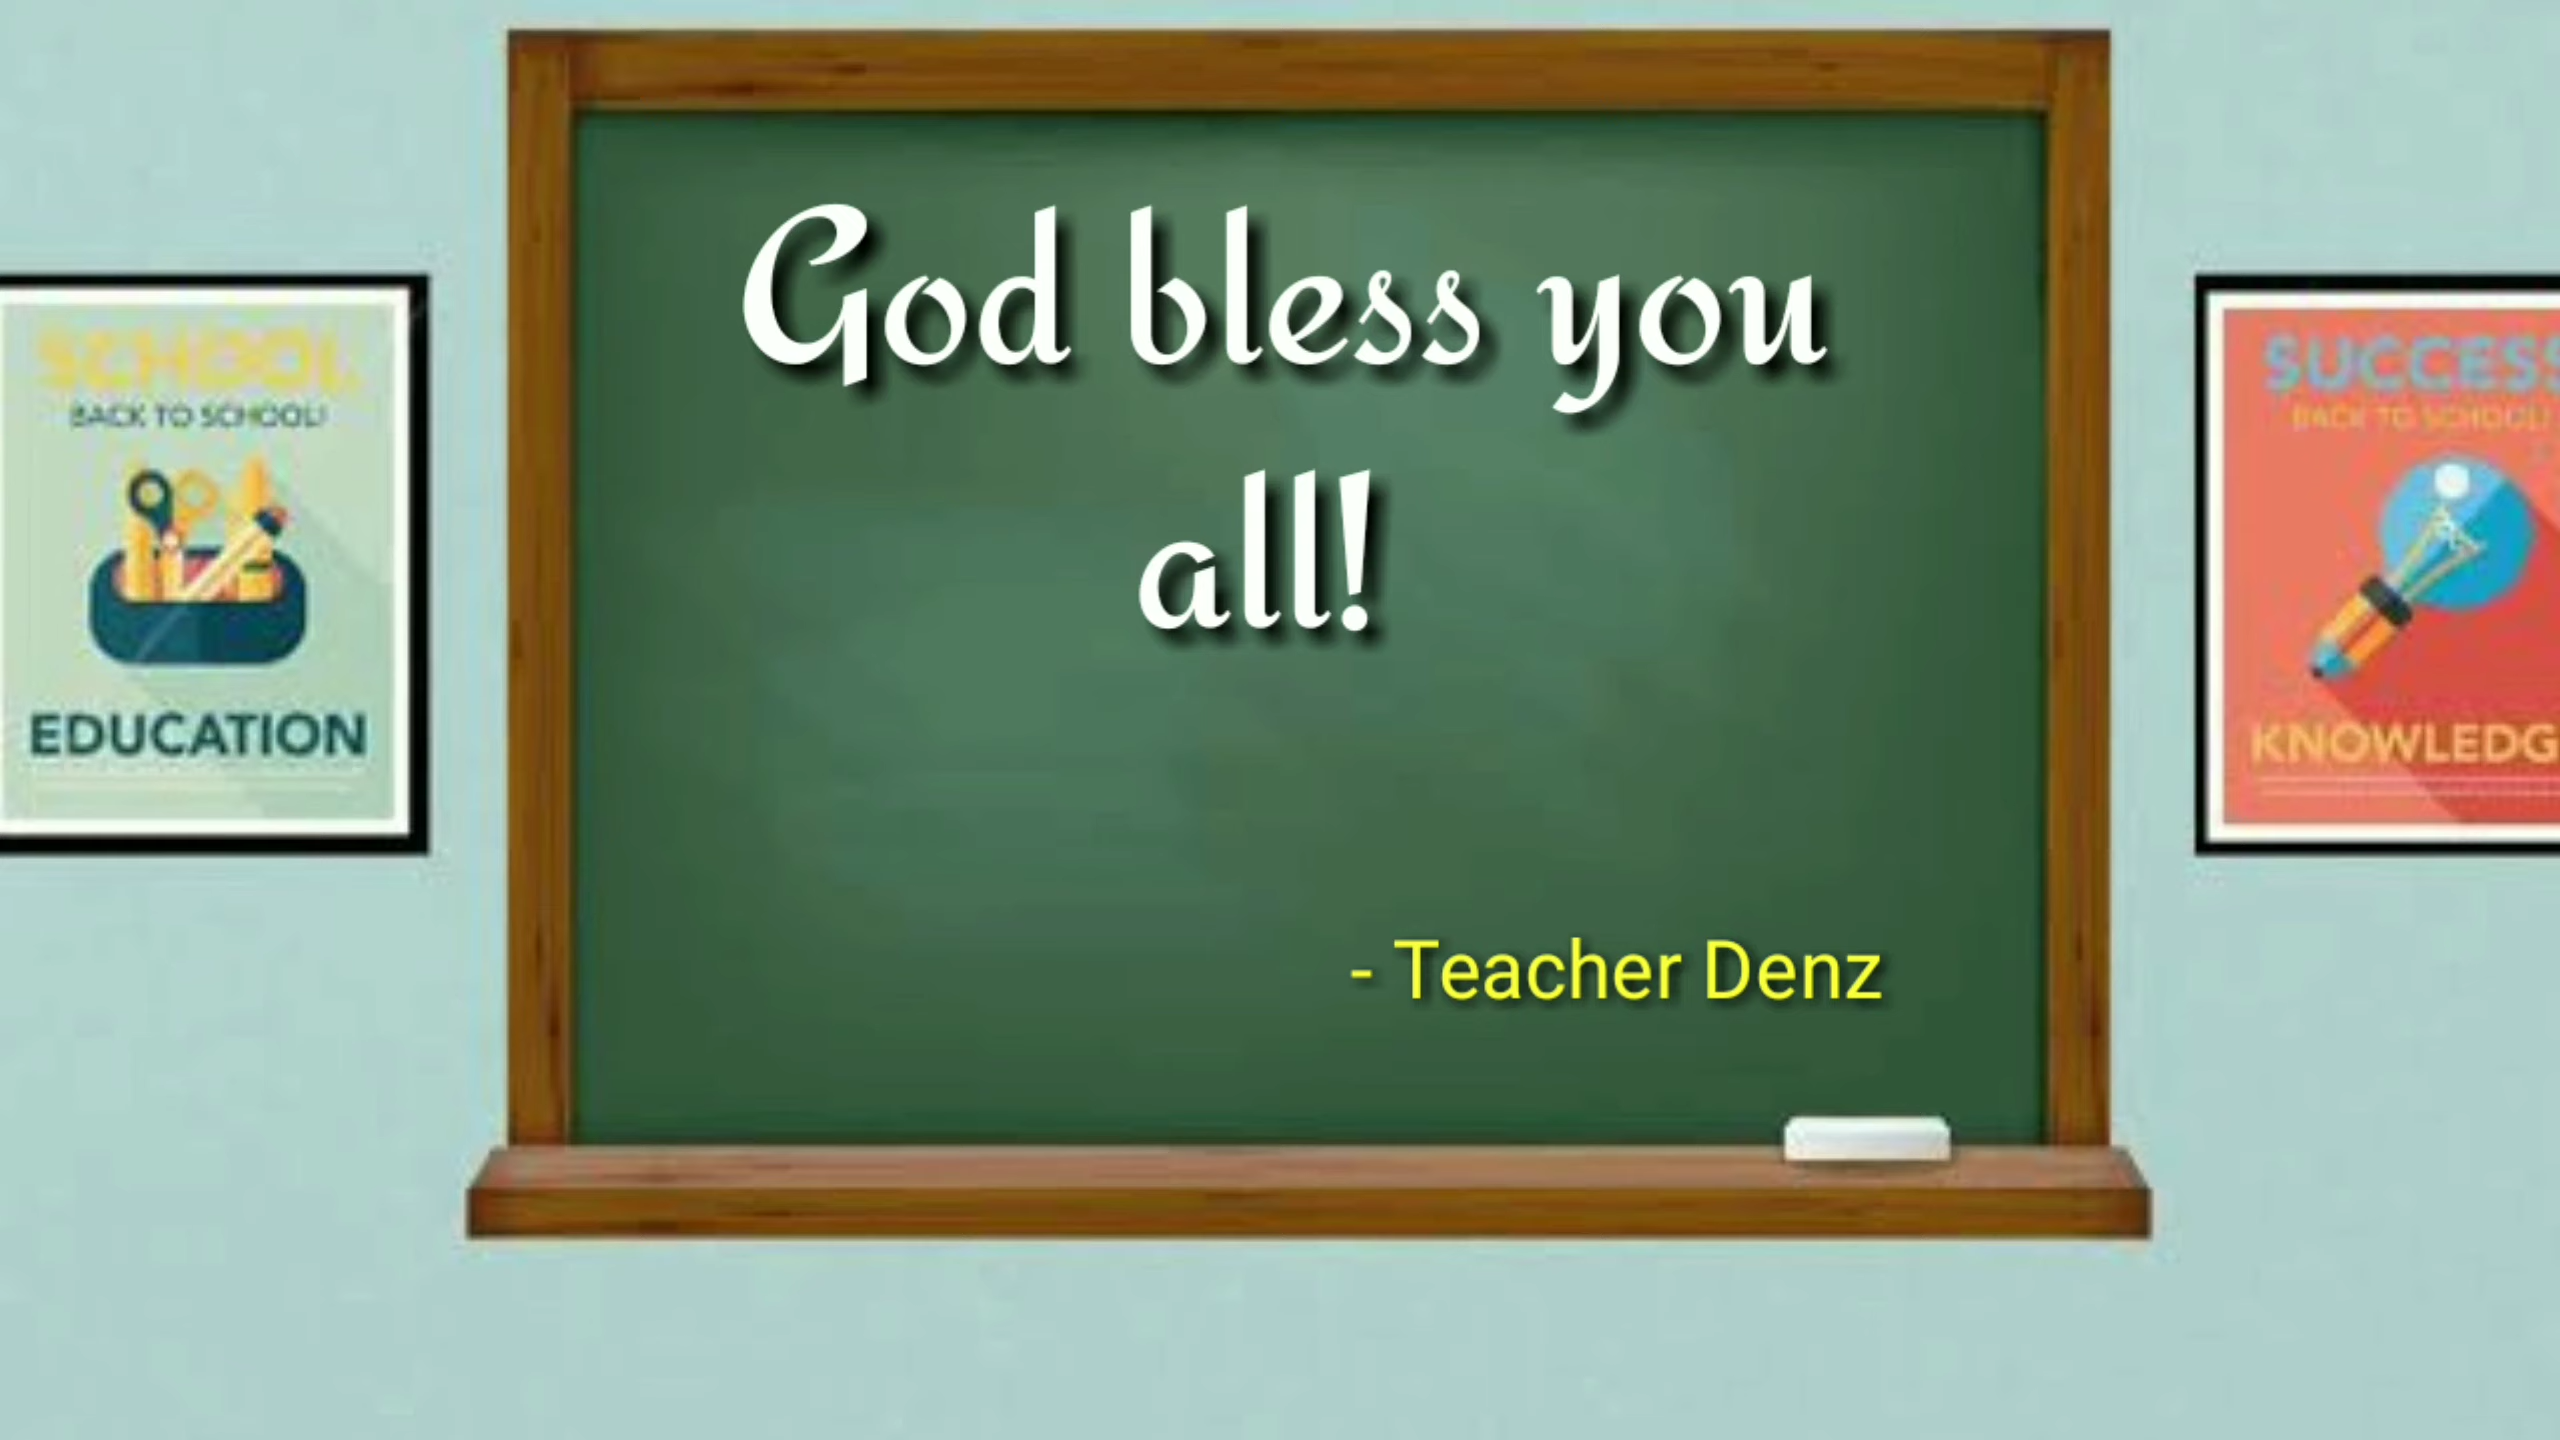 God bless you
all!
- Teacher Denz
SCHOOL
BACK TO SCHOOL!
EDUCATION
SUCCESS
BACK TO SCHOOL!
KNOWLEDG